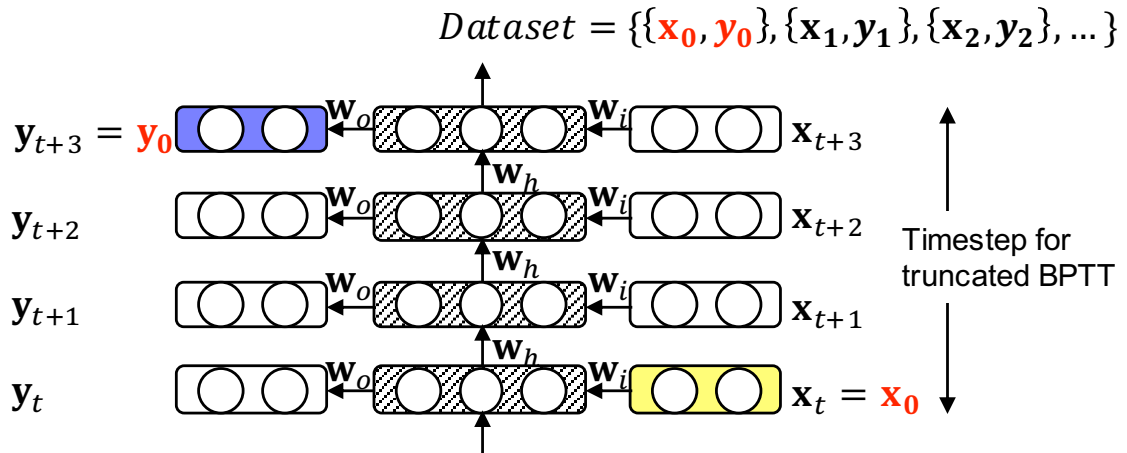 Dataset = {{x₀, y₀}, {x₁, y₁}, {x₂, y₂}, … }
yₜ₊₃ = y₀ wₒ wᵢ xₜ₊₃
wₕ
yₜ₊₂ wₒ wᵢ xₜ₊₂
Timestep for
truncated BPTT
wₕ
yₜ₊₁ wₒ wᵢ xₜ₊₁
wₕ
yₜ wₒ wᵢ xₜ = x₀